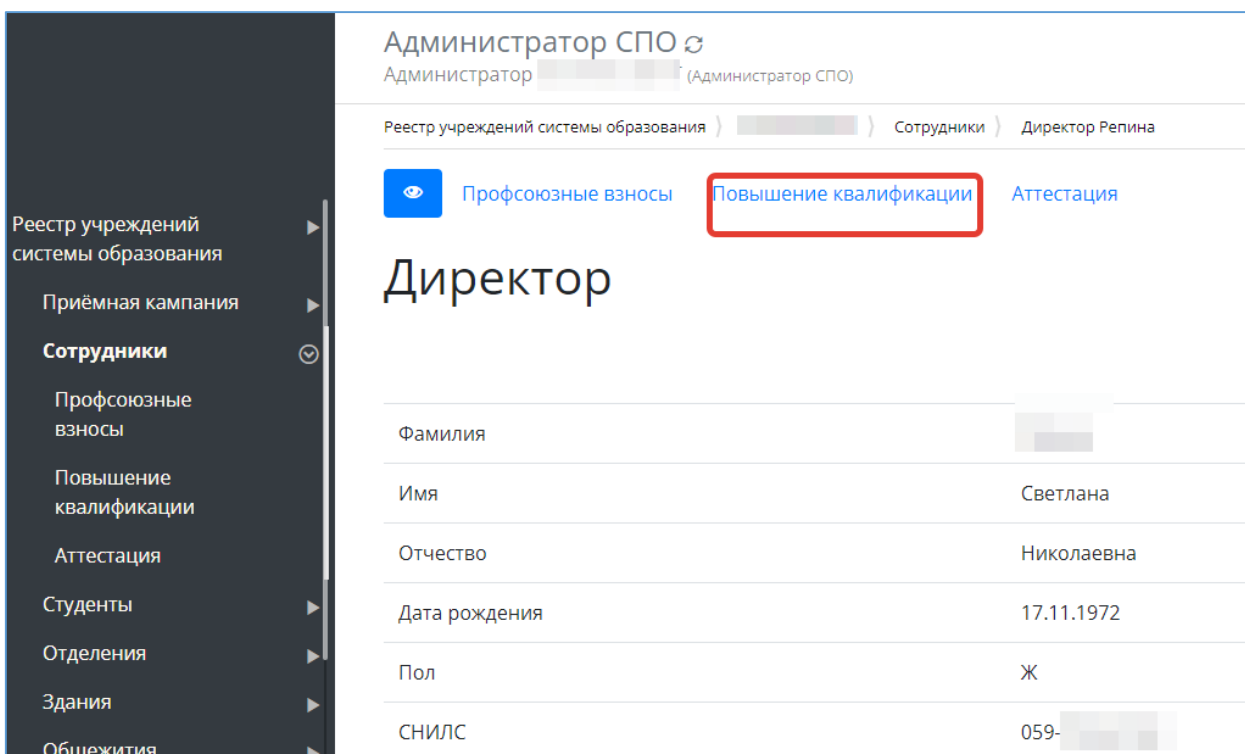 Администратор СПО
Администратор (Администратор СПО)
Реестр учреждений системы образования Сотрудники Директор Репина
Профсоюзные взносы Повышение квалификации Аттестация
Директор
Фамилия
Имя Светлана
Отчество Николаевна
Дата рождения 17.11.1972
Пол Ж
СНИЛС 059-
Реестр учреждений
системы образования
Приёмная кампания
Сотрудники
Профсоюзные
взносы
Повышение
квалификации
Аттестация
Студенты
Отделения
Здания
Общежития